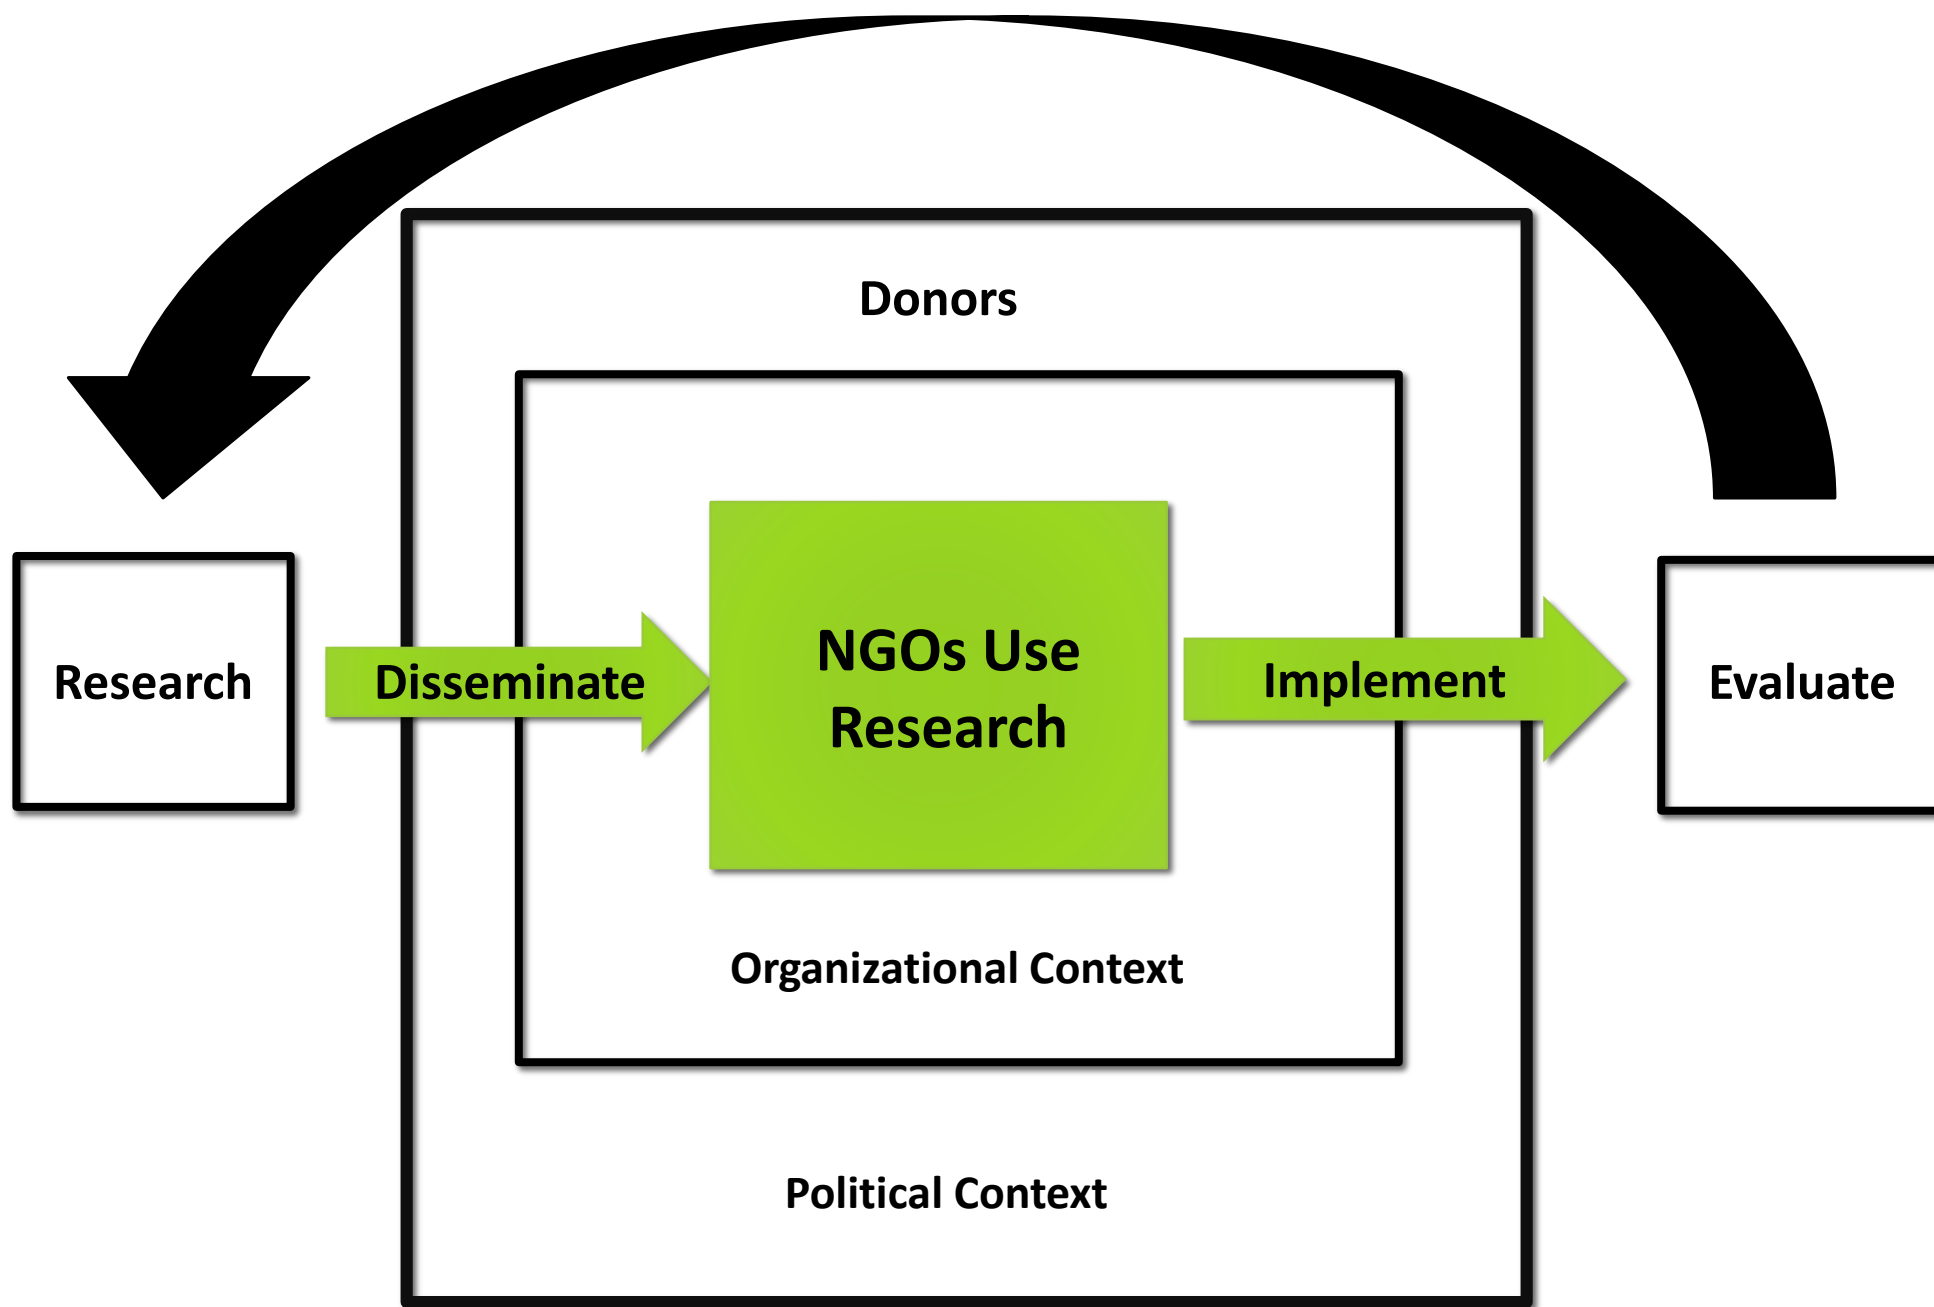 Donors
Research
Disseminate
NGOs Use
Research
Implement
Evaluate
Organizational Context
Political Context